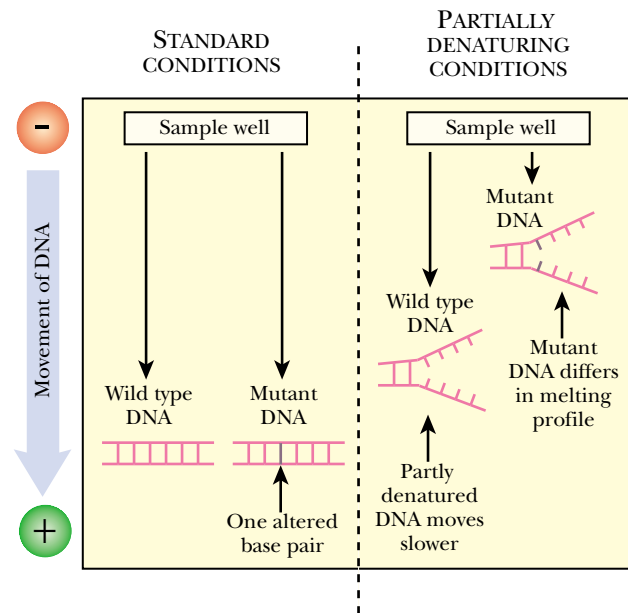 STANDARD
CONDITIONS
PARTIALLY
DENATURING
CONDITIONS
-
+
Movement of DNA
Sample well
Wild type
DNA
Mutant
DNA
One altered
base pair
Sample well
Mutant
DNA
Wild type
DNA
Mutant
DNA differs
in melting
profile
Partly
denatured
DNA moves
slower